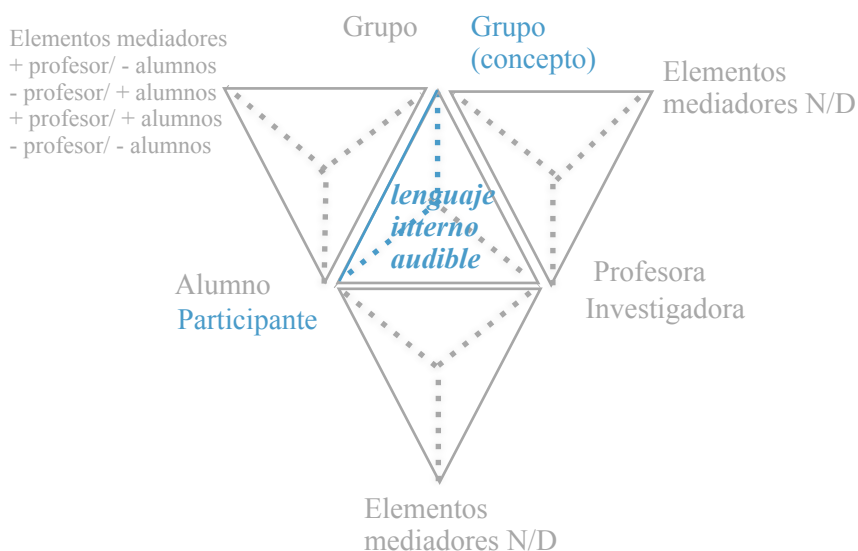 Elementos mediadores
+ profesor/ - alumnos
- profesor/ + alumnos
+ profesor/ + alumnos
- profesor/ - alumnos
Grupo
Grupo
(concepto)
Elementos
mediadores N/D
lenguaje
interno
audible
Alumno
Participante
Profesora
Investigadora
Elementos
mediadores N/D